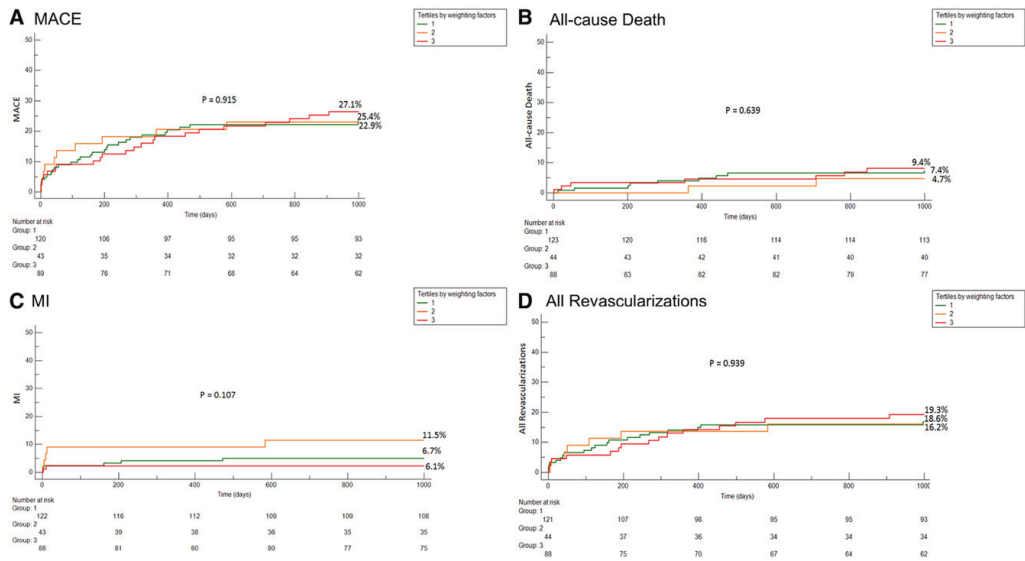 A MACE
Tertiles by weighting factors
1
2
3
50
40
30
20
10
0
MACE
P = 0.915
27.1%
25.4%
22.9%
0 200 400 600 800 1000
Time (days)
Number at risk
Group: 1
120 106 97 95 95 93
Group: 2
43 35 34 32 32 32
Group: 3
89 76 71 68 64 62
B All-cause Death
Tertiles by weighting factors
1
2
3
50
40
30
20
10
0
All-cause Death
P = 0.639
9.4%
7.4%
4.7%
0 200 400 600 800 1000
Time (days)
Number at risk
Group: 1
123 120 116 114 114 113
Group: 2
44 43 42 41 40 40
Group: 3
88 83 82 82 79 77
C MI
Tertiles by weighting factors
1
2
3
50
40
30
20
10
0
MI
P = 0.107
11.5%
6.7%
6.1%
0 200 400 600 800 1000
Time (days)
Number at risk
Group: 1
122 116 112 109 109 108
Group: 2
43 39 38 36 35 35
Group: 3
88 81 80 80 77 75
D All Revascularizations
Tertiles by weighting factors
1
2
3
50
40
30
20
10
0
All Revascularizations
P = 0.939
19.3%
18.6%
16.2%
0 200 400 600 800 100
Time (days)
Number at risk
Group: 1
121 107 98 95 95 93
Group: 2
44 37 36 34 34 34
Group: 3
88 75 70 67 64 62